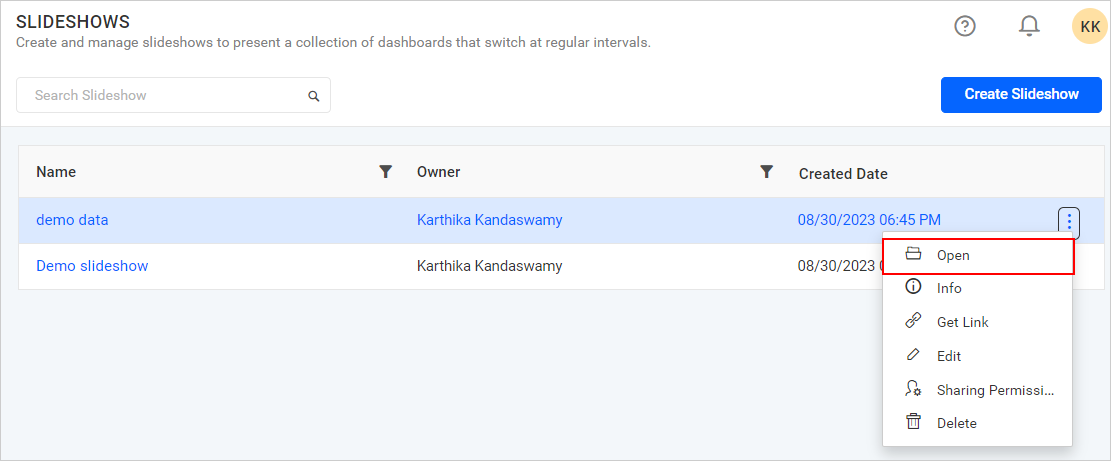 SLIDESHOWS
Create and manage slideshows to present a collection of dashboards that switch at regular intervals.
KK
Search Slideshow
Create Slideshow
Name Owner Created Date
demo data Karthika Kandaswamy 08/30/2023 06:45 PM
Demo slideshow Karthika Kandaswamy 08/30/2023
Open
Info
Get Link
Edit
Sharing Permissi...
Delete